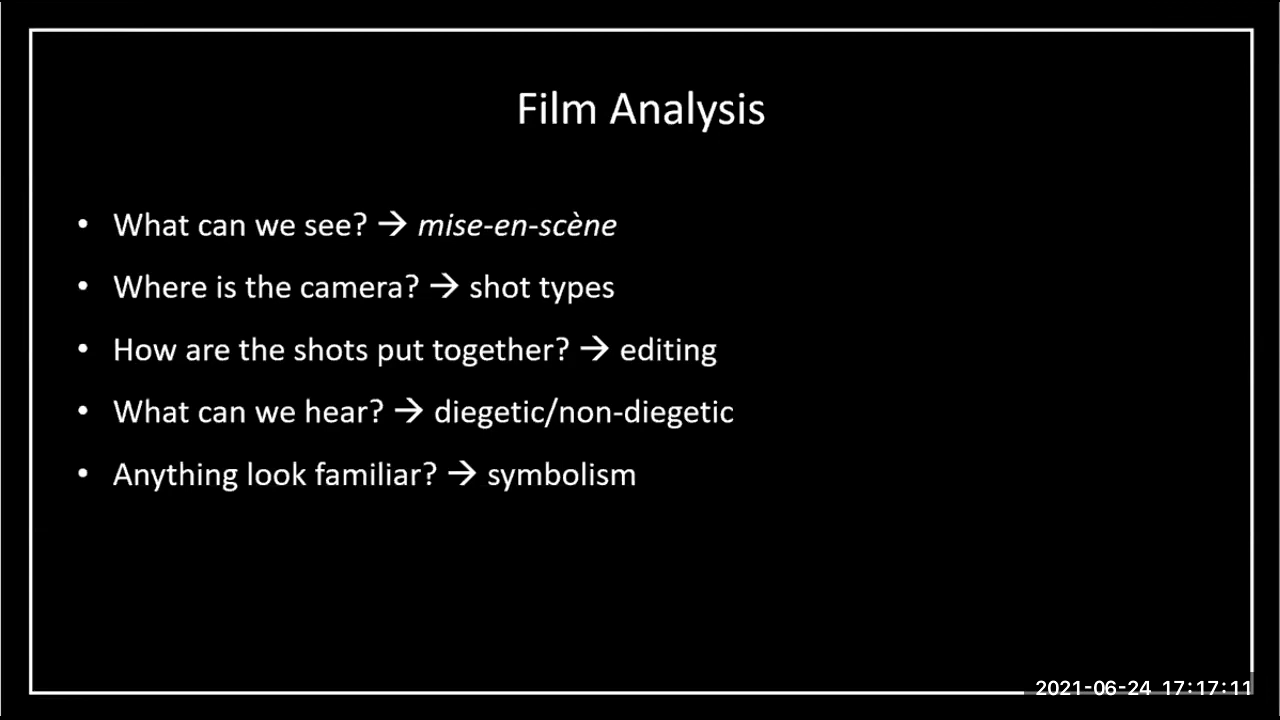 Film Analysis
• What can we see? → mise-en-scène
• Where is the camera? → shot types
• How are the shots put together? → editing
• What can we hear? → diegetic/non-diegetic
• Anything look familiar? → symbolism
2021-06-24 17:17:11